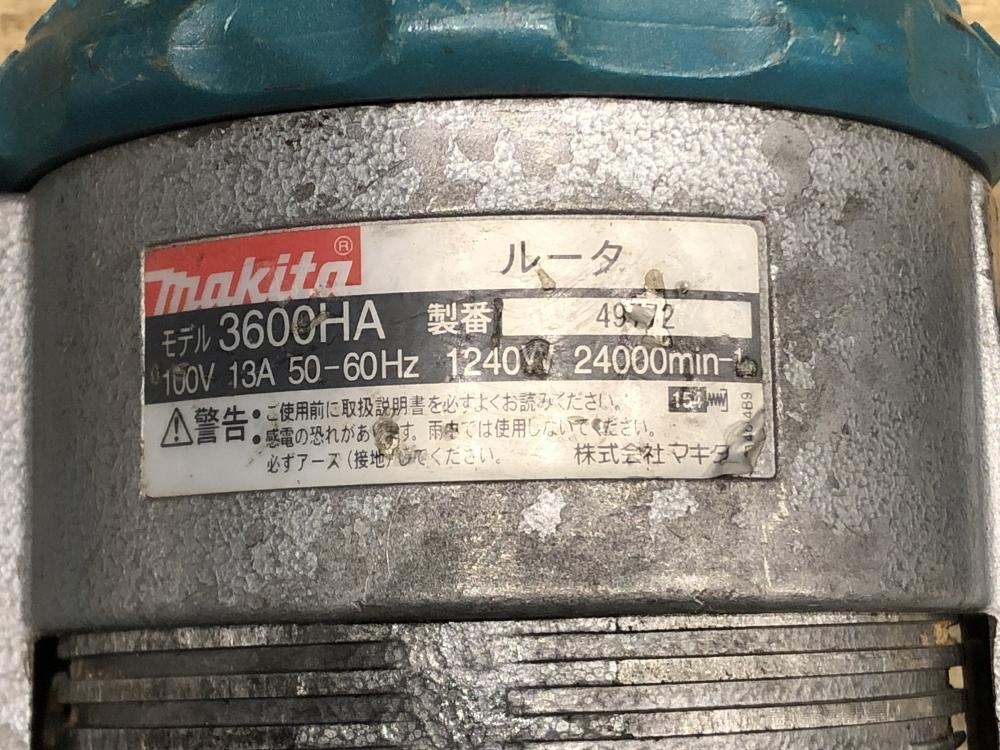 makita®
ルータ
モデル 3600HA 製番 49772
100V 13A 50-60Hz 1240W 24000min-1
警告 ● ご使用前に取扱説明書を必ずよくお読みください。
● 感電の恐れがあります。雨中では使用しないでください。
必ずアース(接地)してください。
株式会社マキタ